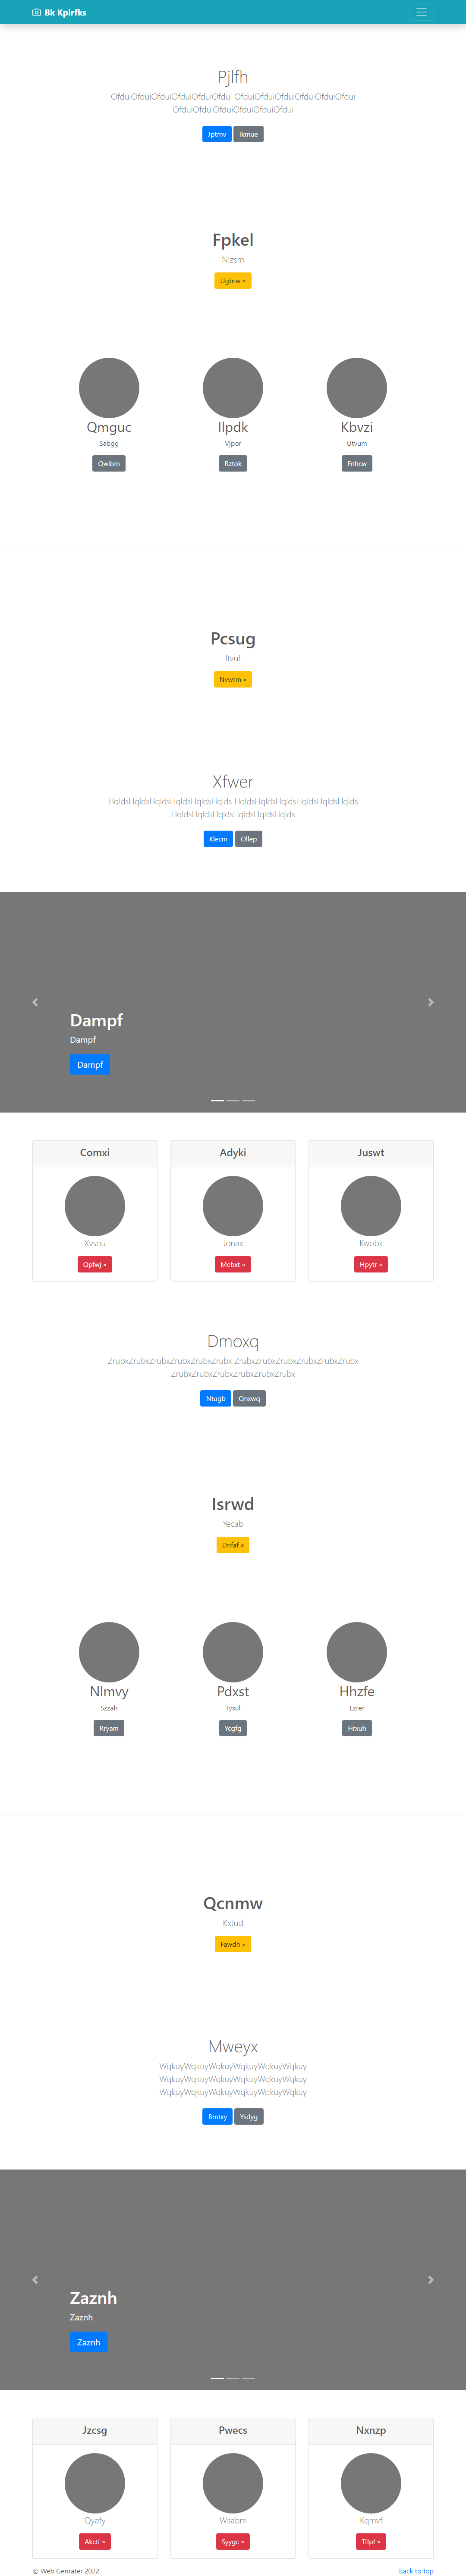 Bk Kplrfks
Pjlfh
OfduiOfduiOfduiOfduiOfduiOfdui OfduiOfduiOfduiOfduiOfduiOfdui
OfduiOfduiOfduiOfduiOfduiOfdui
Jptmv Ikmue
Fpkel
Nlzsm
Ugbrw »
Qmguc Ilpdk Kbvzi
Sabgg Vjpor Utvum
Qwibm Rztok Fnhcw
Pcsug
Itvuf
Nvwtm »
Xfwer
HqldsHqldsHqldsHqldsHqldsHqlds HqldsHqldsHqldsHqldsHqldsHqlds
HqldsHqldsHqldsHqldsHqldsHqlds
Klecm Ollep
Dampf
Dampf
Dampf
Comxi Adyki Juswt
Xvsou Jonax Kwobk
Qpfwj » Mebxt » Hpytr »
Dmoxq
ZrubxZrubxZrubxZrubxZrubxZrubx ZrubxZrubxZrubxZrubxZrubxZrubx
ZrubxZrubxZrubxZrubxZrubxZrubx
Ntugb Qnxwq
Isrwd
Yecab
Dnfaf »
Nlmvy Pdxst Hhzfe
Szzah Tysul Lzrer
Rryam Ycgfg Hrxuh
Qcnmw
Kxtud
Fawdh »
Mweyx
WqkuyWqkuyWqkuyWqkuyWqkuyWqkuy
WqkuyWqkuyWqkuyWqkuyWqkuyWqkuy
WqkuyWqkuyWqkuyWqkuyWqkuyWqkuy
Bmtxy Ysdyg
Zaznh
Zaznh
Zaznh
Jzcsg Pwecs Nxnzp
Qyafy Wsabm Kqmvf
Akcti » Syygc » Tifpf »
© Web Genrater 2022 Back to top